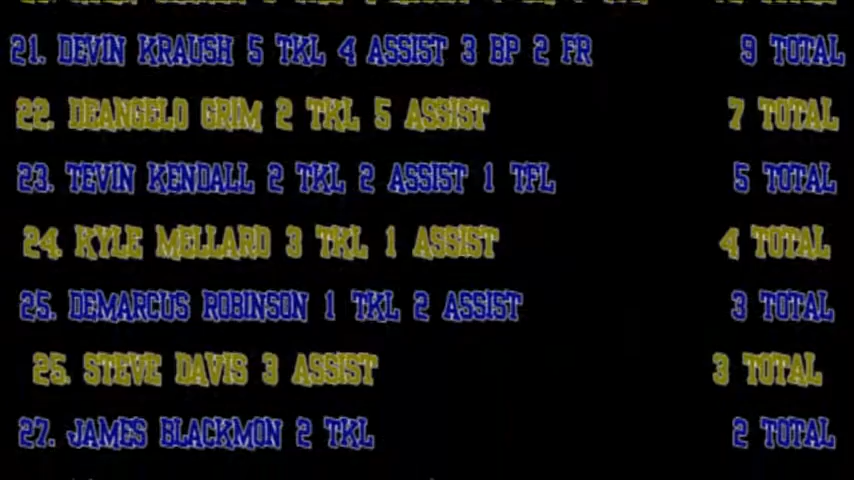 21. DEVIN KRAUSH 5 TKL 4 ASSIST 3 BP 2 FR 9 TOTAL
22. DEANGELO GRIM 2 TKL 5 ASSIST 7 TOTAL
23. TEVIN KENDALL 2 TKL 2 ASSIST 1 TFL 5 TOTAL
24. KYLE MELLARD 3 TKL 1 ASSIST 4 TOTAL
25. DEMARCUS ROBINSON 1 TKL 2 ASSIST 3 TOTAL
25. STEVE DAVIS 3 ASSIST 3 TOTAL
27. JAMES BLACKMON 2 TKL 2 TOTAL